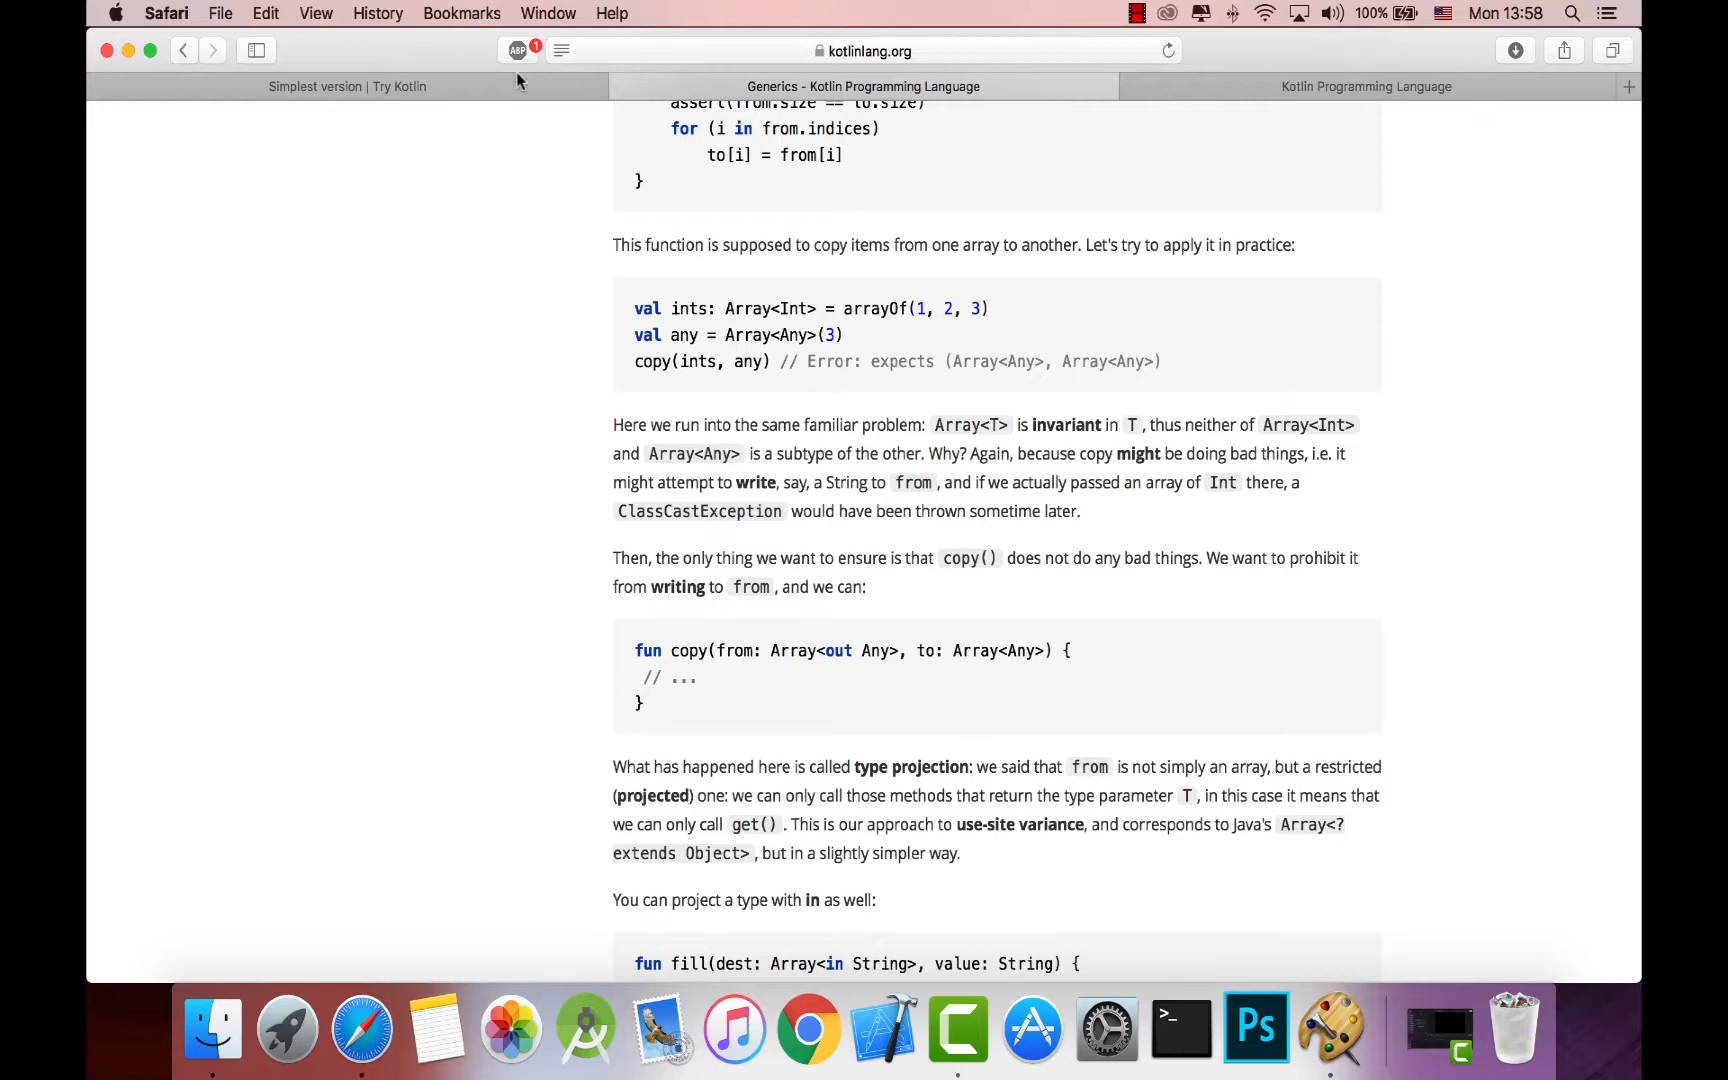 Safari File Edit View History Bookmarks Window Help 100% Mon 13:58
ABP 1 kotlinlang.org
Simplest version | Try Kotlin Generics - Kotlin Programming Language Kotlin Programming Language +
assert(from.size == to.size)
for (i in from.indices)
to[i] = from[i]
}
This function is supposed to copy items from one array to another. Let's try to apply it in practice:
val ints: Array<Int> = arrayOf(1, 2, 3)
val any = Array<Any>(3)
copy(ints, any) // Error: expects (Array<Any>, Array<Any>)
Here we run into the same familiar problem: Array<T> is invariant in T, thus neither of Array<Int>
and Array<Any> is a subtype of the other. Why? Again, because copy might be doing bad things, i.e. it
might attempt to write, say, a String to from, and if we actually passed an array of Int there, a
ClassCastException would have been thrown sometime later.
Then, the only thing we want to ensure is that copy() does not do any bad things. We want to prohibit it
from writing to from, and we can:
fun copy(from: Array<out Any>, to: Array<Any>) {
// ...
}
What has happened here is called type projection: we said that from is not simply an array, but a restricted
(projected) one: we can only call those methods that return the type parameter T, in this case it means that
we can only call get(). This is our approach to use-site variance, and corresponds to Java's Array<?
extends Object>, but in a slightly simpler way.
You can project a type with in as well:
fun fill(dest: Array<in String>, value: String) {
>_ Ps